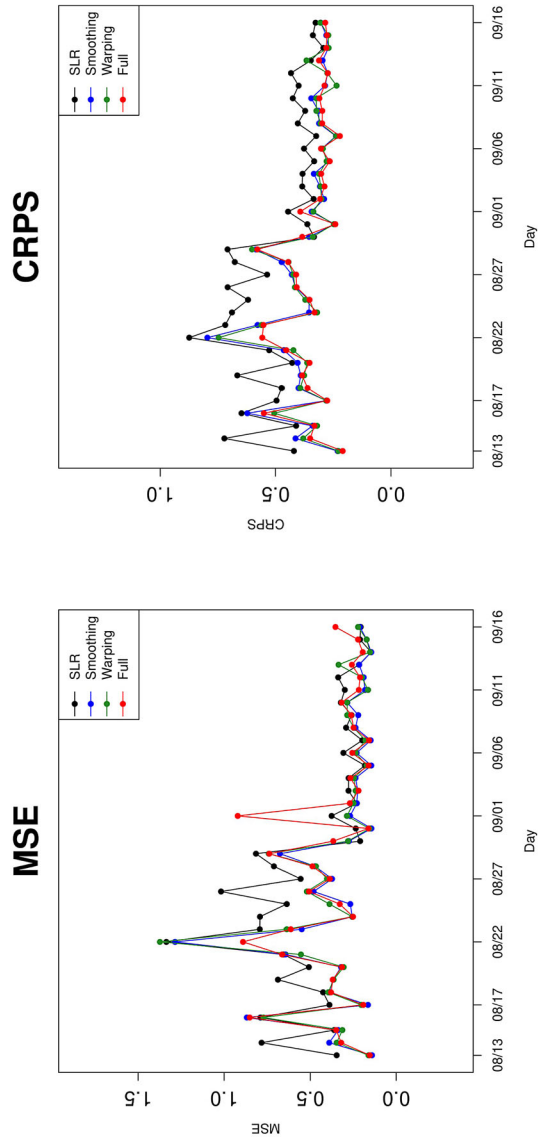 MSE
MSE
1.5
1.0
0.5
0.0
08/13
08/17
08/22
08/27
09/01
09/06
09/11
09/16
Day
SLR
Smoothing
Warping
Full
CRPS
CRPS
1.0
0.5
0.0
08/13
08/17
08/22
08/27
09/01
09/06
09/11
09/16
Day
SLR
Smoothing
Warping
Full